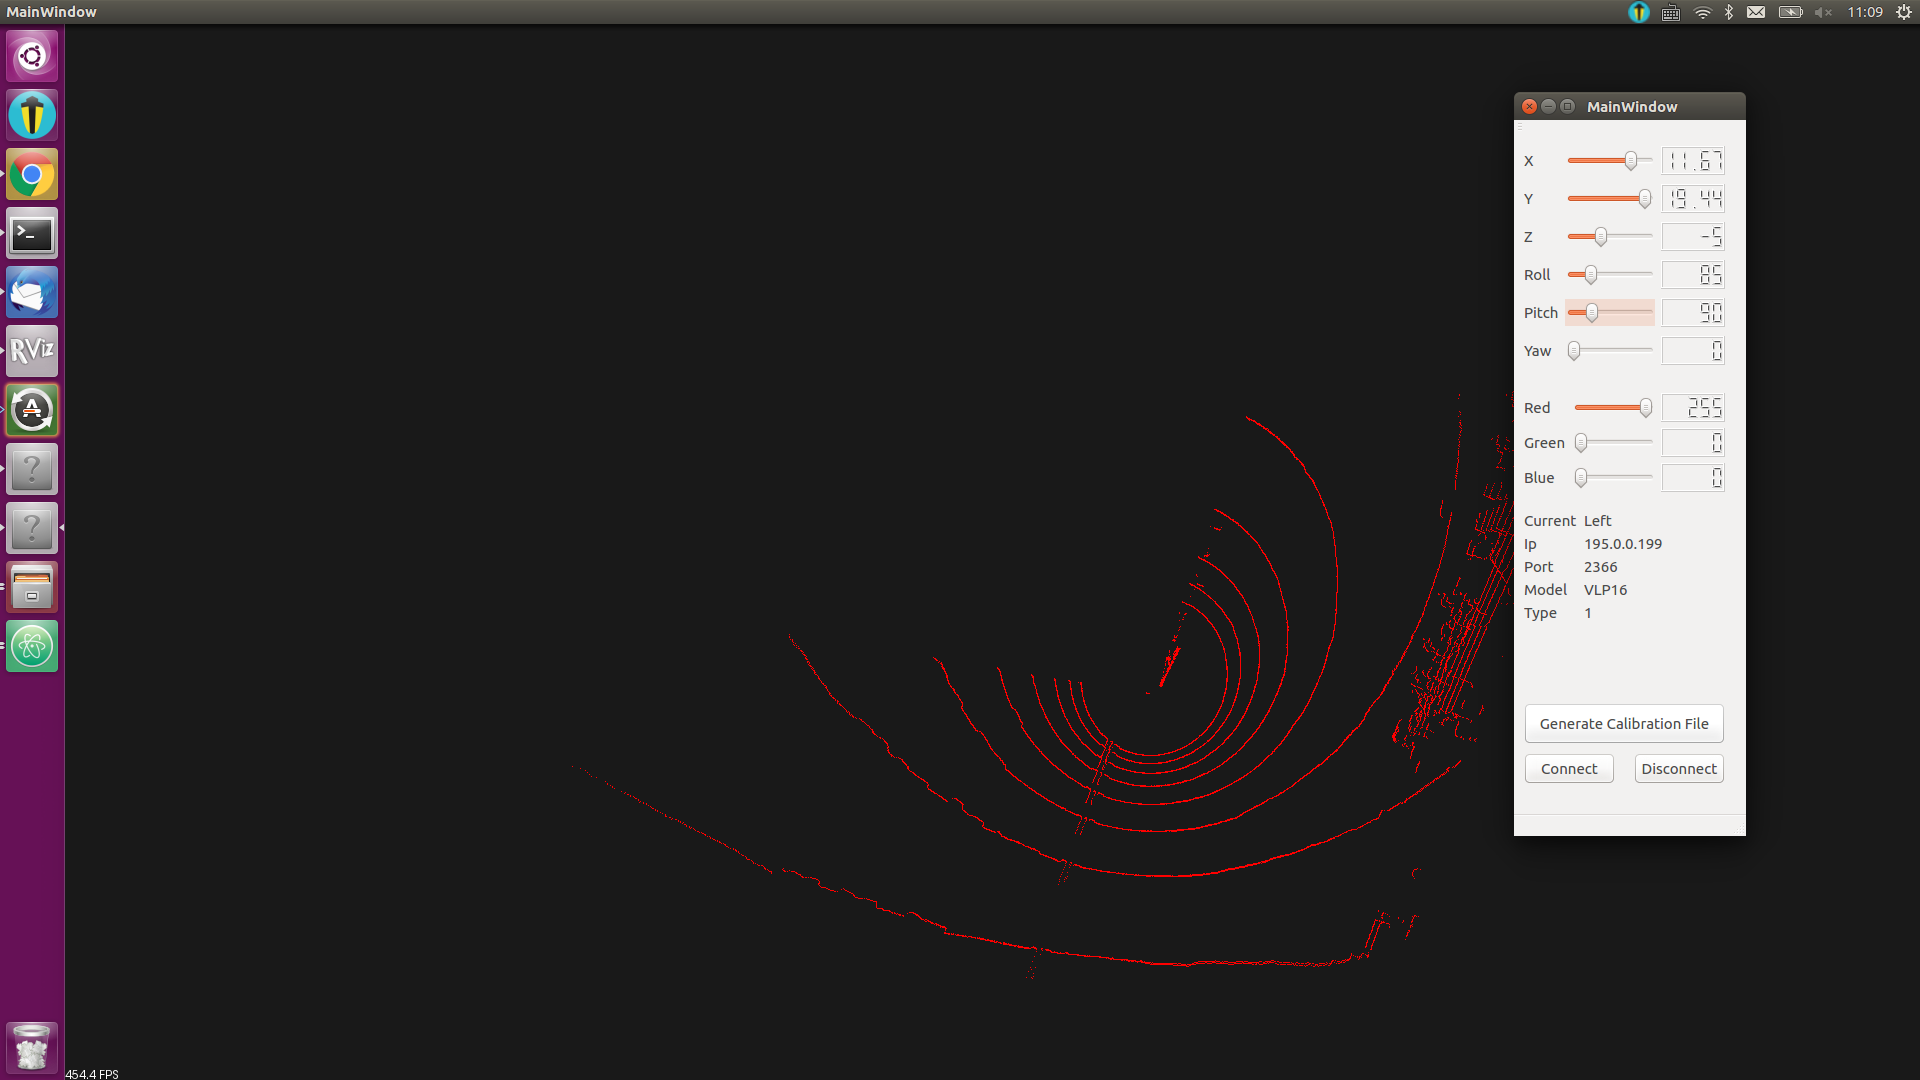 MainWindow
11:09
RViz
MainWindow
X 11.67
Y 19.44
Z -5
Roll 85
Pitch 90
Yaw 0
Red 255
Green 0
Blue 0
Current Left
Ip 195.0.0.199
Port 2366
Model VLP16
Type 1
Generate Calibration File
Connect Disconnect
454.4 FPS